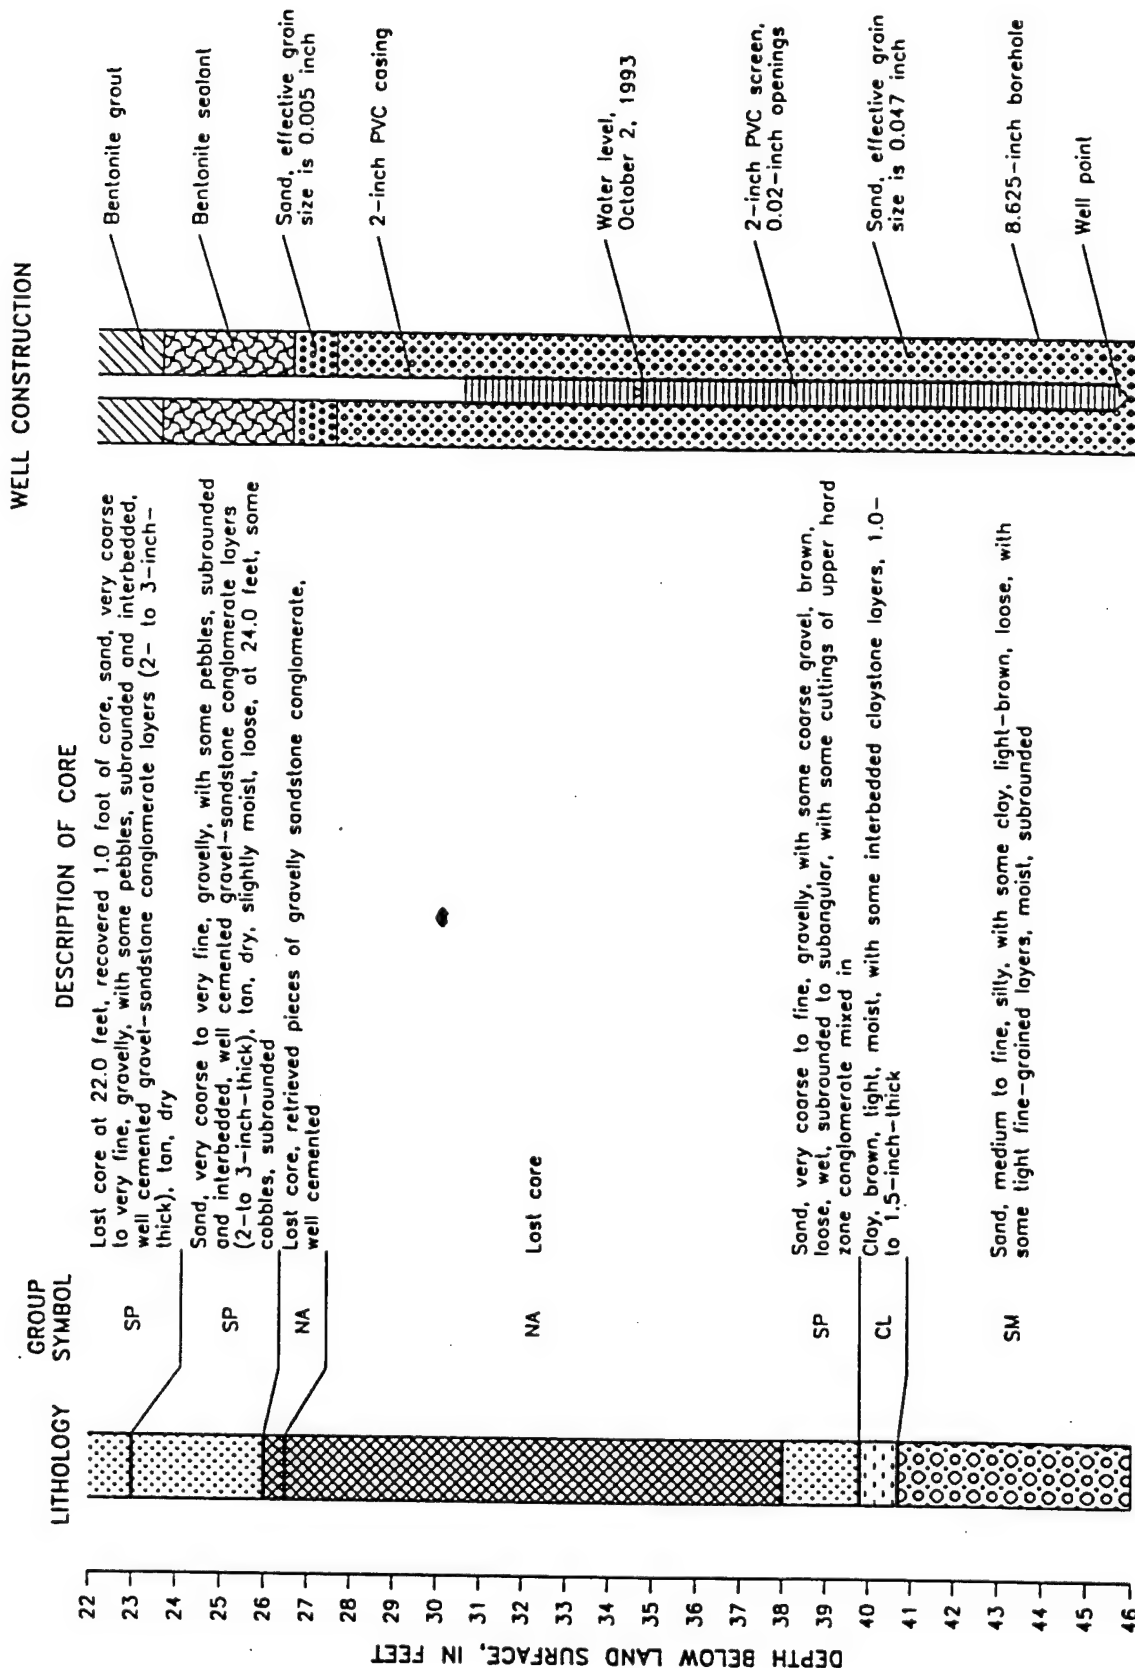 WELL CONSTRUCTION
Bentonite grout
Bentonite sealant
Sand, effective grain
size is 0.005 inch
2-inch PVC casing
Water level,
October 2, 1993
2-inch PVC screen,
0.02-inch openings
Sand, effective grain
size is 0.047 inch
8.625-inch borehole
Well point
DESCRIPTION OF CORE
Lost core at 22.0 feet, recovered 1.0 foot of core, sand, very coarse
to very fine, gravelly, with some pebbles, subrounded and interbedded,
well cemented gravel-sandstone conglomerate layers (2- to 3-inch-
thick), tan, dry
Sand, very coarse to very fine, gravelly, with some pebbles, subrounded
and interbedded, well cemented gravel-sandstone conglomerate layers
(2-to 3-inch-thick), tan, dry, slightly moist, loose, at 24.0 feet, some
cobbles, subrounded
Lost core, retrieved pieces of gravelly sandstone conglomerate,
well cemented
Lost core
Sand, very coarse to fine, gravelly, with some coarse gravel, brown,
loose, wet, subrounded to subangular, with some cuttings of upper hard
zone conglomerate mixed in
Clay, brown, tight, moist, with some interbedded claystone layers, 1.0-
to 1.5-inch-thick
Sand, medium to fine, silty, with some clay, light-brown, loose, with
some tight fine-grained layers, moist, subrounded
GROUP
SYMBOL
SP
SP
NA
NA
SP
CL
SM
LITHOLOGY
22
23
24
25
26
27
28
29
30
31
32
33
34
35
36
37
38
39
40
41
42
43
44
45
46
DEPTH BELOW LAND SURFACE, IN FEET